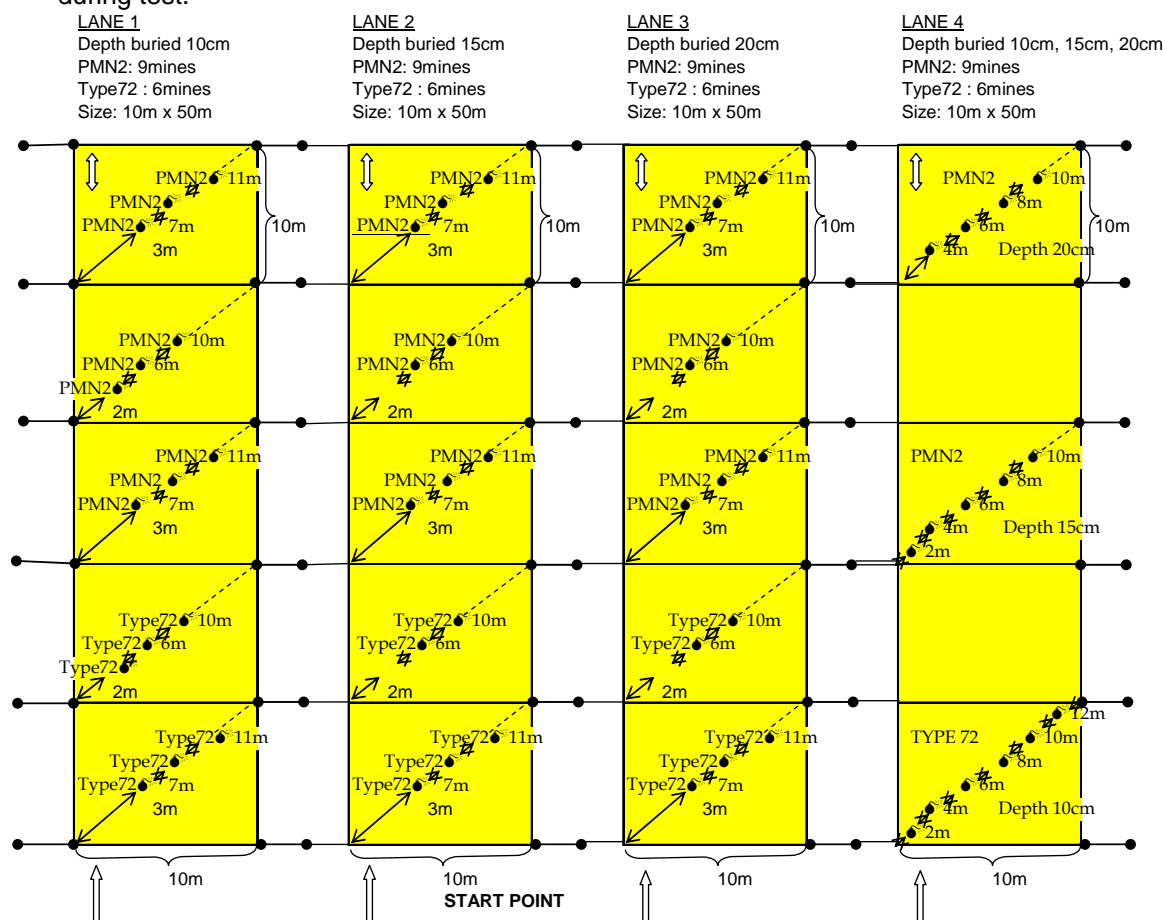 during test.
LANE 1
Depth buried 10cm
PMN2: 9mines
Type72 : 6mines
Size: 10m x 50m
LANE 2
Depth buried 15cm
PMN2: 9mines
Type72 : 6mines
Size: 10m x 50m
LANE 3
Depth buried 20cm
PMN2: 9mines
Type72 : 6mines
Size: 10m x 50m
LANE 4
Depth buried 10cm, 15cm, 20cm
PMN2: 9mines
Type72 : 6mines
Size: 10m x 50m
PMN2 11m
PMN2
PMN2 7m
3m
10m
PMN2 10m
PMN2 6m
PMN2
2m
PMN2 11m
PMN2
PMN2 7m
3m
Type72 10m
Type72 6m
Type72
2m
Type72 11m
Type72
Type72 7m
3m
10m
PMN2 11m
PMN2
PMN2 7m
3m
10m
PMN2 10m
PMN2 6m
2m
PMN2 11m
PMN2
PMN2 7m
3m
Type72 10m
Type72 6m
2m
Type72 11m
Type72
Type72 7m
3m
10m
START POINT
PMN2 11m
PMN2
PMN2 7m
3m
10m
PMN2 10m
PMN2 6m
2m
PMN2 11m
PMN2
PMN2 7m
3m
Type72 10m
Type72 6m
2m
Type72 11m
Type72
Type72 7m
3m
10m
PMN2 10m
8m
6m
4m Depth 20cm
10m
PMN2 10m
8m
6m
4m Depth 15cm
2m
12m
TYPE 72 10m
8m
6m
4m Depth 10cm
2m
10m